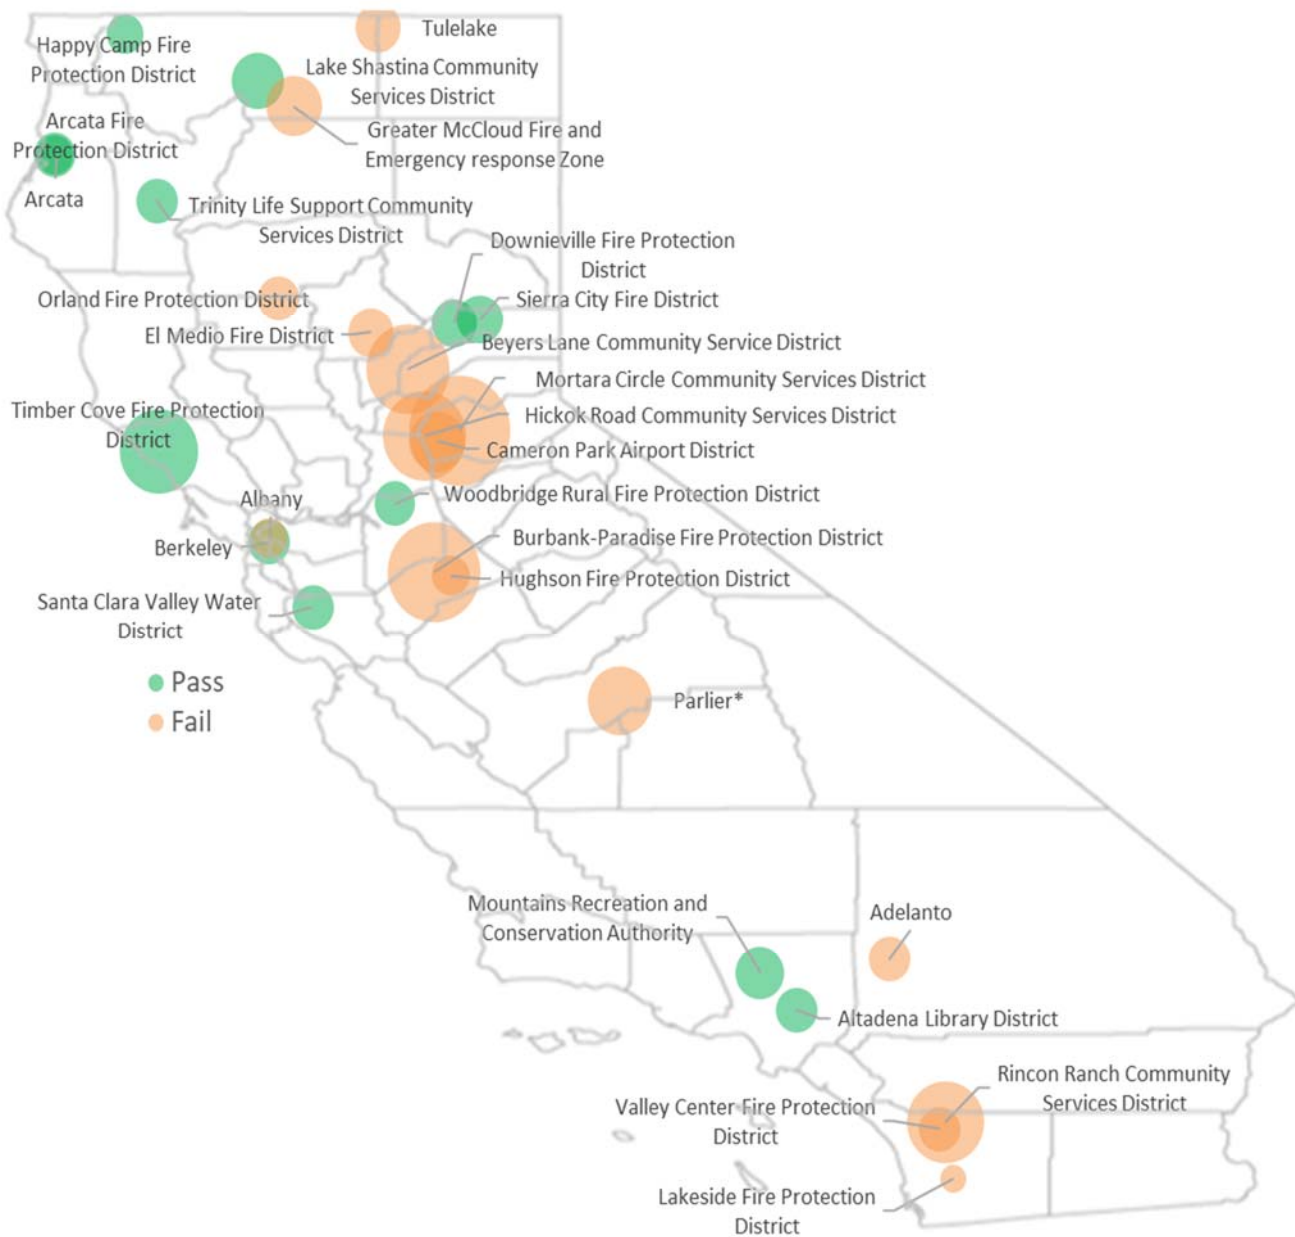 Tulelake
Happy Camp Fire
Protection District
Lake Shastina Community
Services District
Arcata Fire
Protection District
Greater McCloud Fire and
Emergency response Zone
Arcata
Trinity Life Support Community
Services District
Downieville Fire Protection
District
Orland Fire Protection District
Sierra City Fire District
El Medio Fire District
Beyers Lane Community Service District
Mortara Circle Community Services District
Timber Cove Fire Protection
District
Hickok Road Community Services District
Cameron Park Airport District
Albany
Woodbridge Rural Fire Protection District
Berkeley
Burbank-Paradise Fire Protection District
Hughson Fire Protection District
Santa Clara Valley Water
District
Pass
Fail
Parlier*
Mountains Recreation and
Conservation Authority
Adelanto
Altadena Library District
Rincon Ranch Community
Services District
Valley Center Fire Protection
District
Lakeside Fire Protection
District